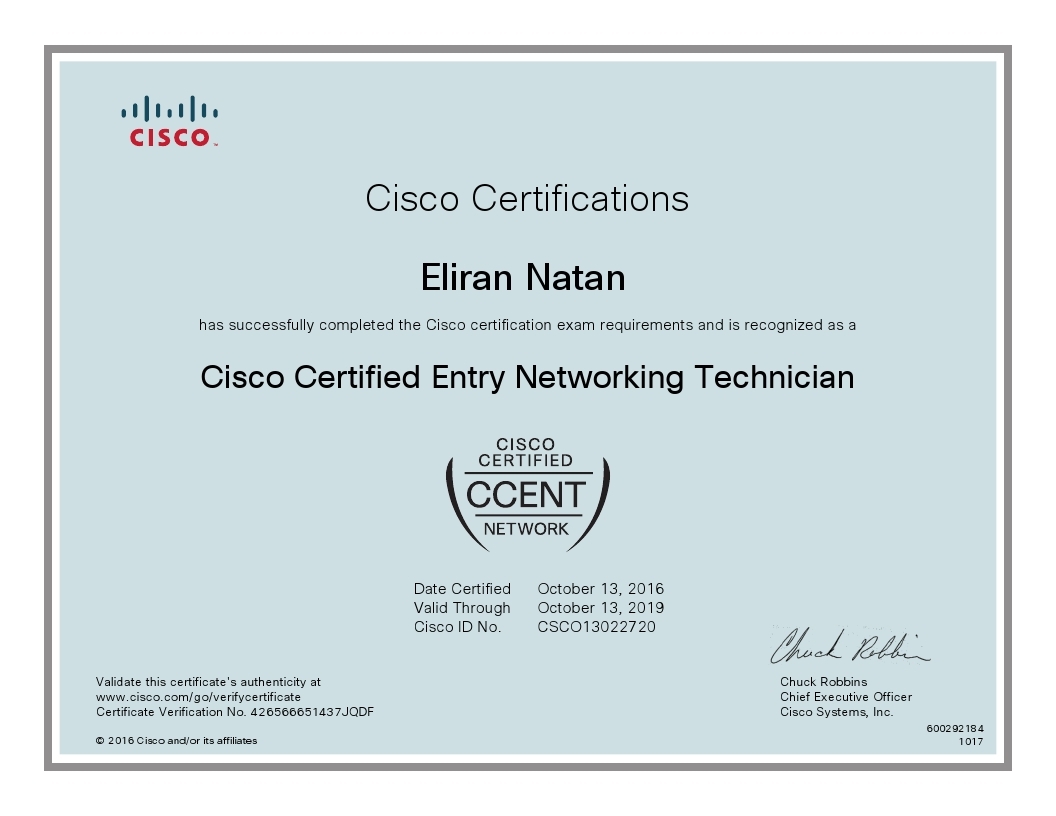 CISCO™
Cisco Certifications
Eliran Natan
has successfully completed the Cisco certification exam requirements and is recognized as a
Cisco Certified Entry Networking Technician
CISCO
CERTIFIED
CCENT
NETWORK
Date Certified October 13, 2016
Valid Through October 13, 2019
Cisco ID No. CSCO13022720
Chuck Robbins
Validate this certificate's authenticity at
www.cisco.com/go/verifycertificate
Certificate Verification No. 426566651437JQDF
© 2016 Cisco and/or its affiliates
Chuck Robbins
Chief Executive Officer
Cisco Systems, Inc.
600292184
1017